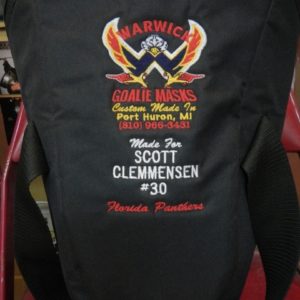 WARWICK
GOALIE MASKS
Custom Made In
Port Huron, MI
(810) 966-3431
Made For
SCOTT
CLEMMENSEN
#30
Florida Panthers